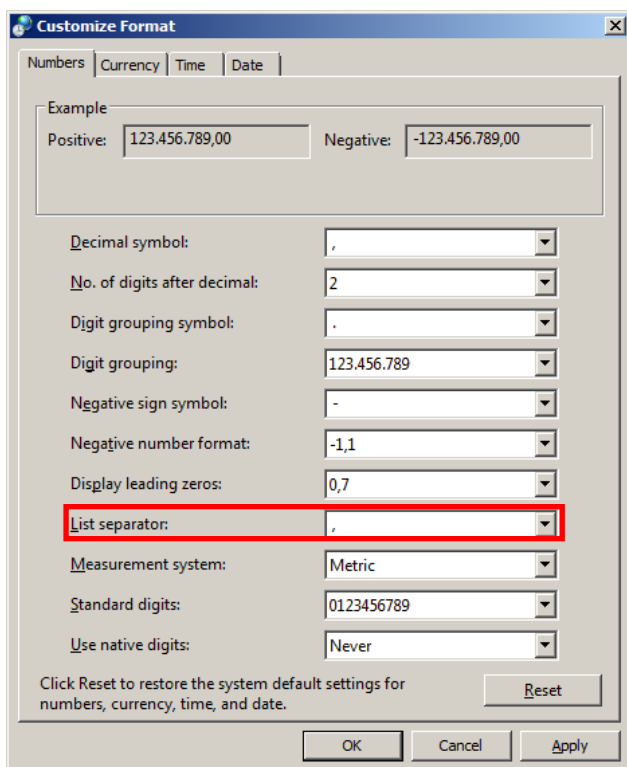 Customize Format
Numbers Currency Time Date
Example
Positive: 123.456.789,00 Negative: -123.456.789,00
Decimal symbol: ,
No. of digits after decimal: 2
Digit grouping symbol: .
Digit grouping: 123.456.789
Negative sign symbol: -
Negative number format: -1,1
Display leading zeros: 0,7
List separator: ,
Measurement system: Metric
Standard digits: 0123456789
Use native digits: Never
Click Reset to restore the system default settings for
numbers, currency, time, and date.
Reset
OK Cancel Apply